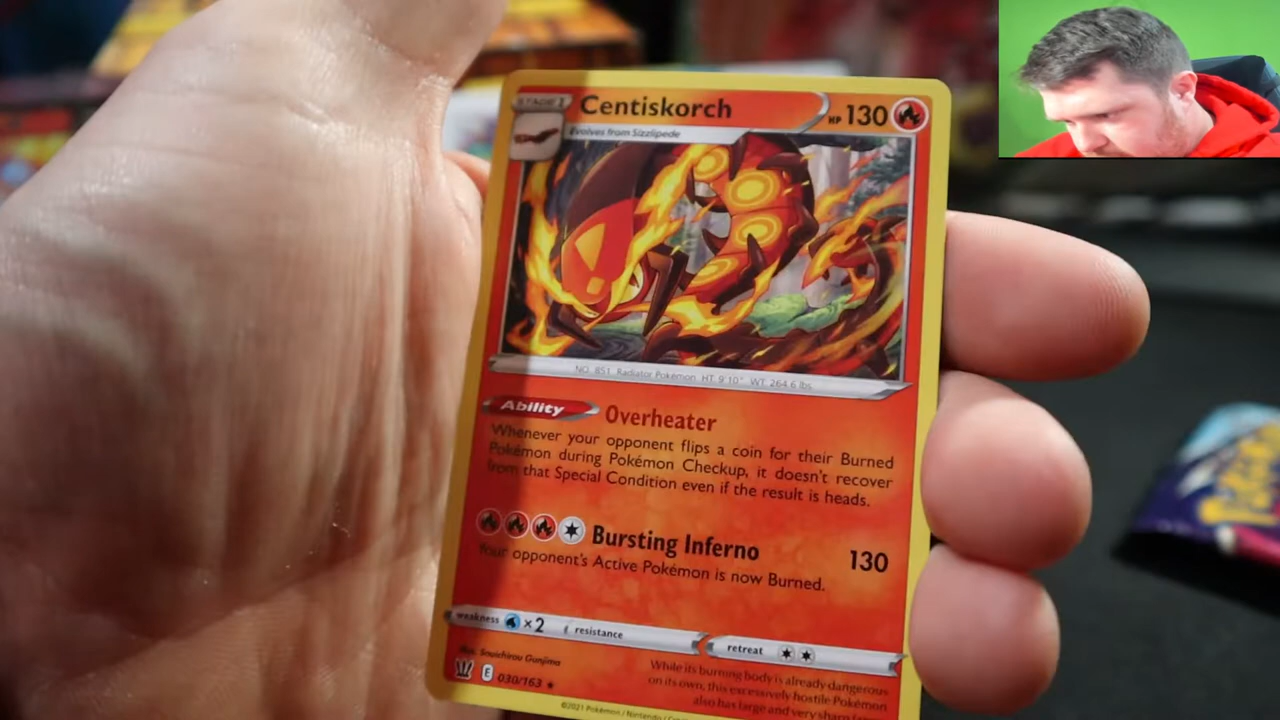 STAGE 1
Centiskorch
HP 130
Evolves from Sizzlipede
NO. 851 Radiator Pokémon HT: 9'10" WT: 264.6 lbs.
Ability Overheater
Whenever your opponent flips a coin for their Burned
Pokémon during Pokémon Checkup, it doesn't recover
from that Special Condition even if the result is heads.
Bursting Inferno 130
Your opponent's Active Pokémon is now Burned.
weakness ×2 resistance
retreat
Illus. Souichirou Gunjima
E 030/163 ★
While its burning body is already dangerous
on its own, this excessively hostile Pokémon
also has large and very sharp
©2021 Pokémon / Nintendo /